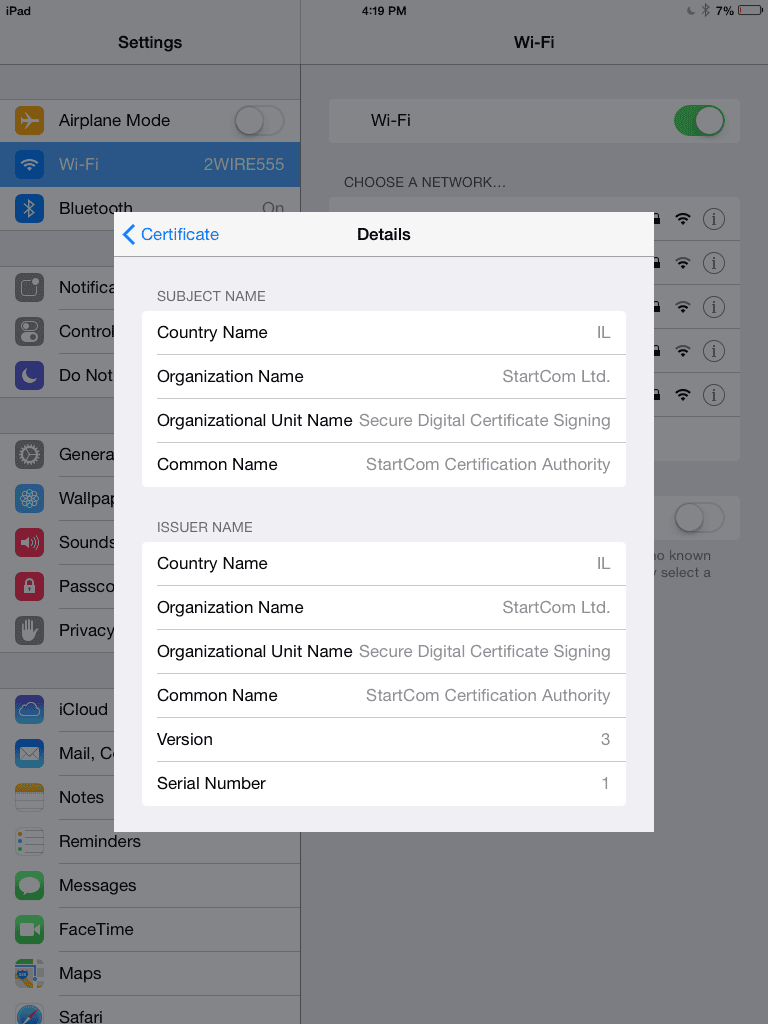 iPad 4:19 PM 7%
Settings
Wi-Fi
Airplane Mode
Wi-Fi 2WIRE555
Bluetooth On
Wi-Fi
CHOOSE A NETWORK...
Certificate Details
SUBJECT NAME
Country Name IL
Organization Name StartCom Ltd.
Organizational Unit Name Secure Digital Certificate Signing
Common Name StartCom Certification Authority
ISSUER NAME
Country Name IL
Organization Name StartCom Ltd.
Organizational Unit Name Secure Digital Certificate Signing
Common Name StartCom Certification Authority
Version 3
Serial Number 1
Notifica
Control
Do Not
Genera
Wallpap
Sounds
Passco
Privacy
iCloud
Mail, Co
Notes
Reminders
Messages
FaceTime
Maps
Safari
no known
select a